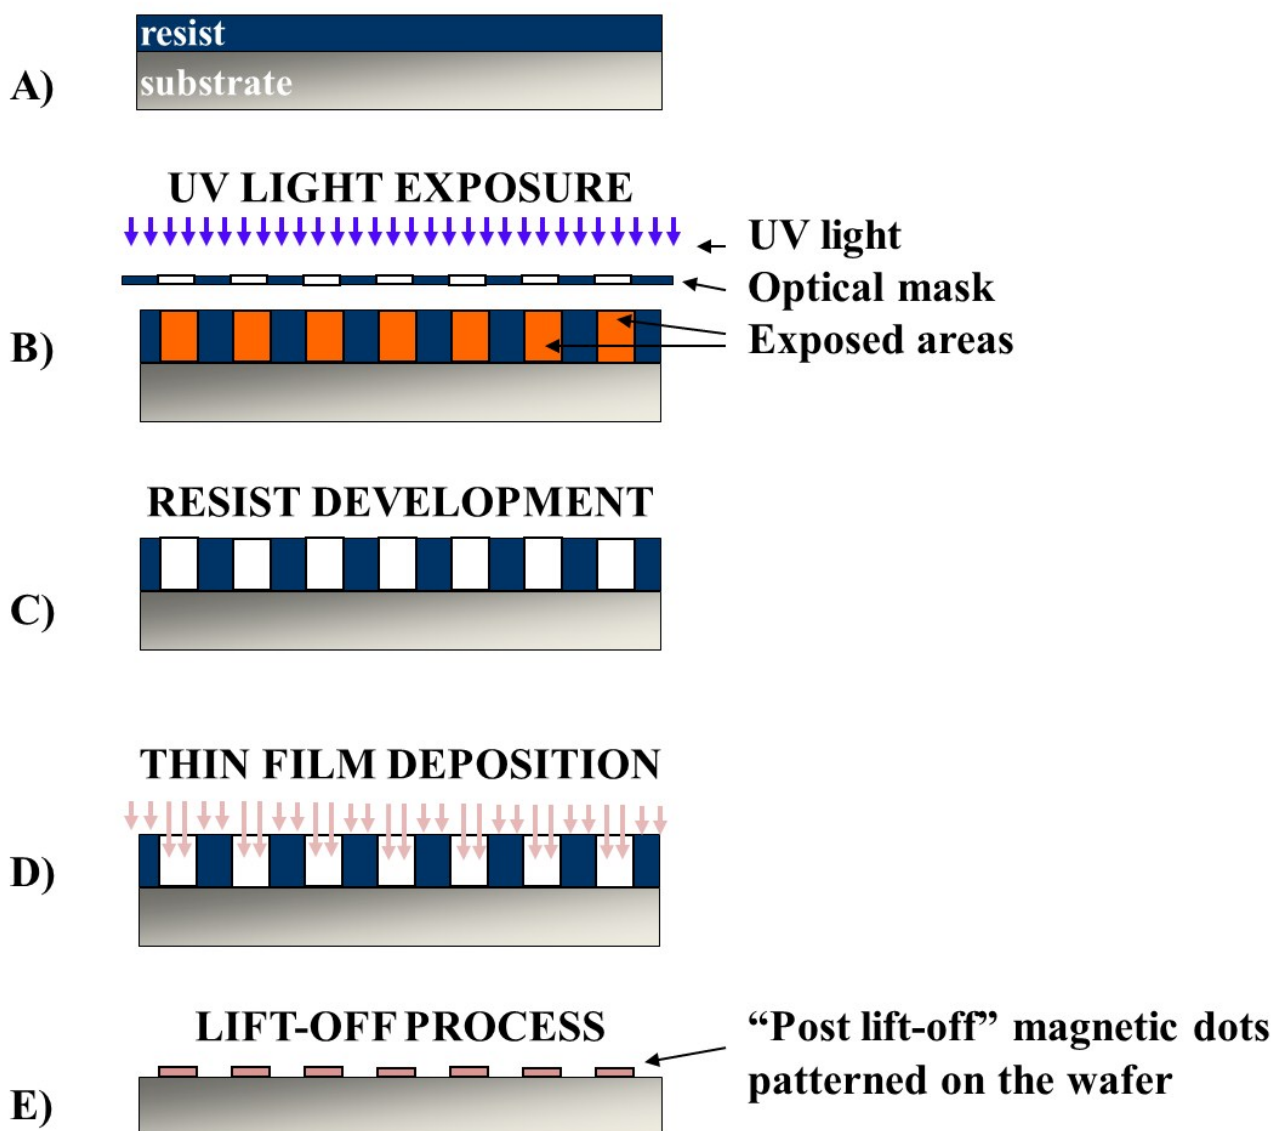 resist
A)
substrate
UV LIGHT EXPOSURE
UV light
Optical mask
B)
Exposed areas
RESIST DEVELOPMENT
C)
THIN FILM DEPOSITION
D)
LIFT-OFF PROCESS
“Post lift-off” magnetic dots
patterned on the wafer
E)